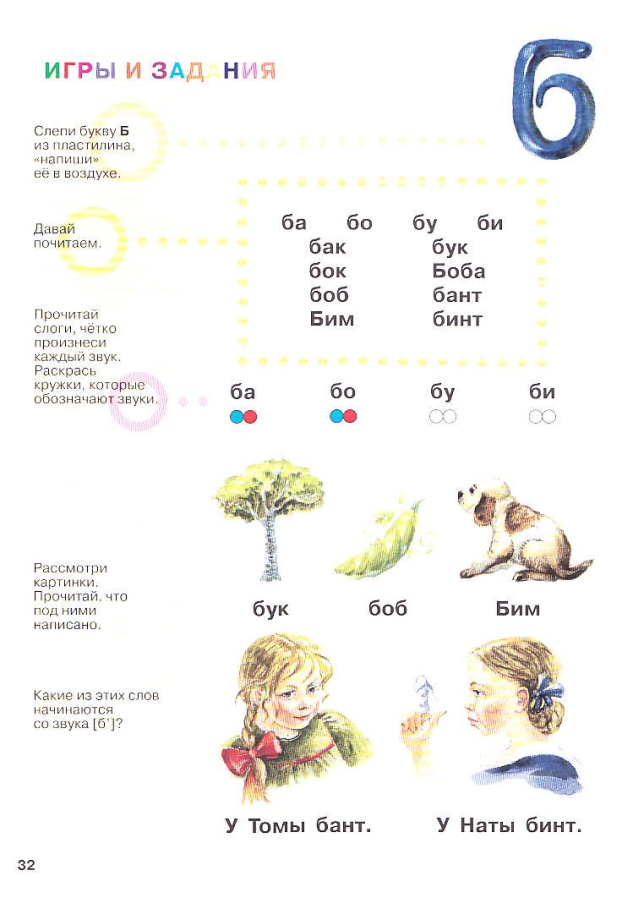 ИГРЫ И ЗАДАНИЯ
б
Слепи букву Б
из пластилина,
«напиши»
её в воздухе.
Давай
почитаем.
ба бо бу би
бак бук
бок Боба
боб бант
Бим бинт
Прочитай
слоги, чётко
произнеси
каждый звук.
Раскрась
кружки, которые
обозначают звуки.
ба бо бу би
Рассмотри
картинки.
Прочитай, что
под ними
написано.
бук боб Бим
Какие из этих слов
начинаются
со звука [б’]?
У Томы бант. У Наты бинт.
32